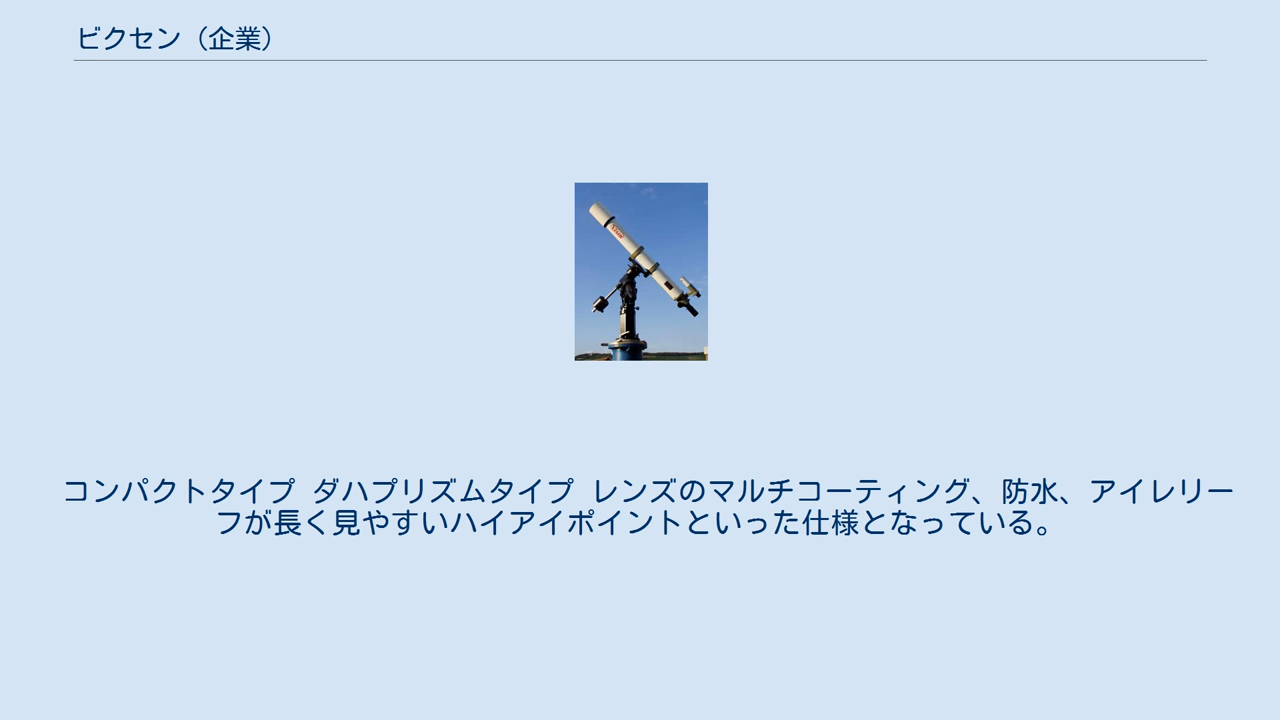 ビクセン（企業）
コンパクトタイプ ダハプリズムタイプ レンズのマルチコーティング、防水、アイレリー
フが長く見やすいハイアイポイントといった仕様となっている。